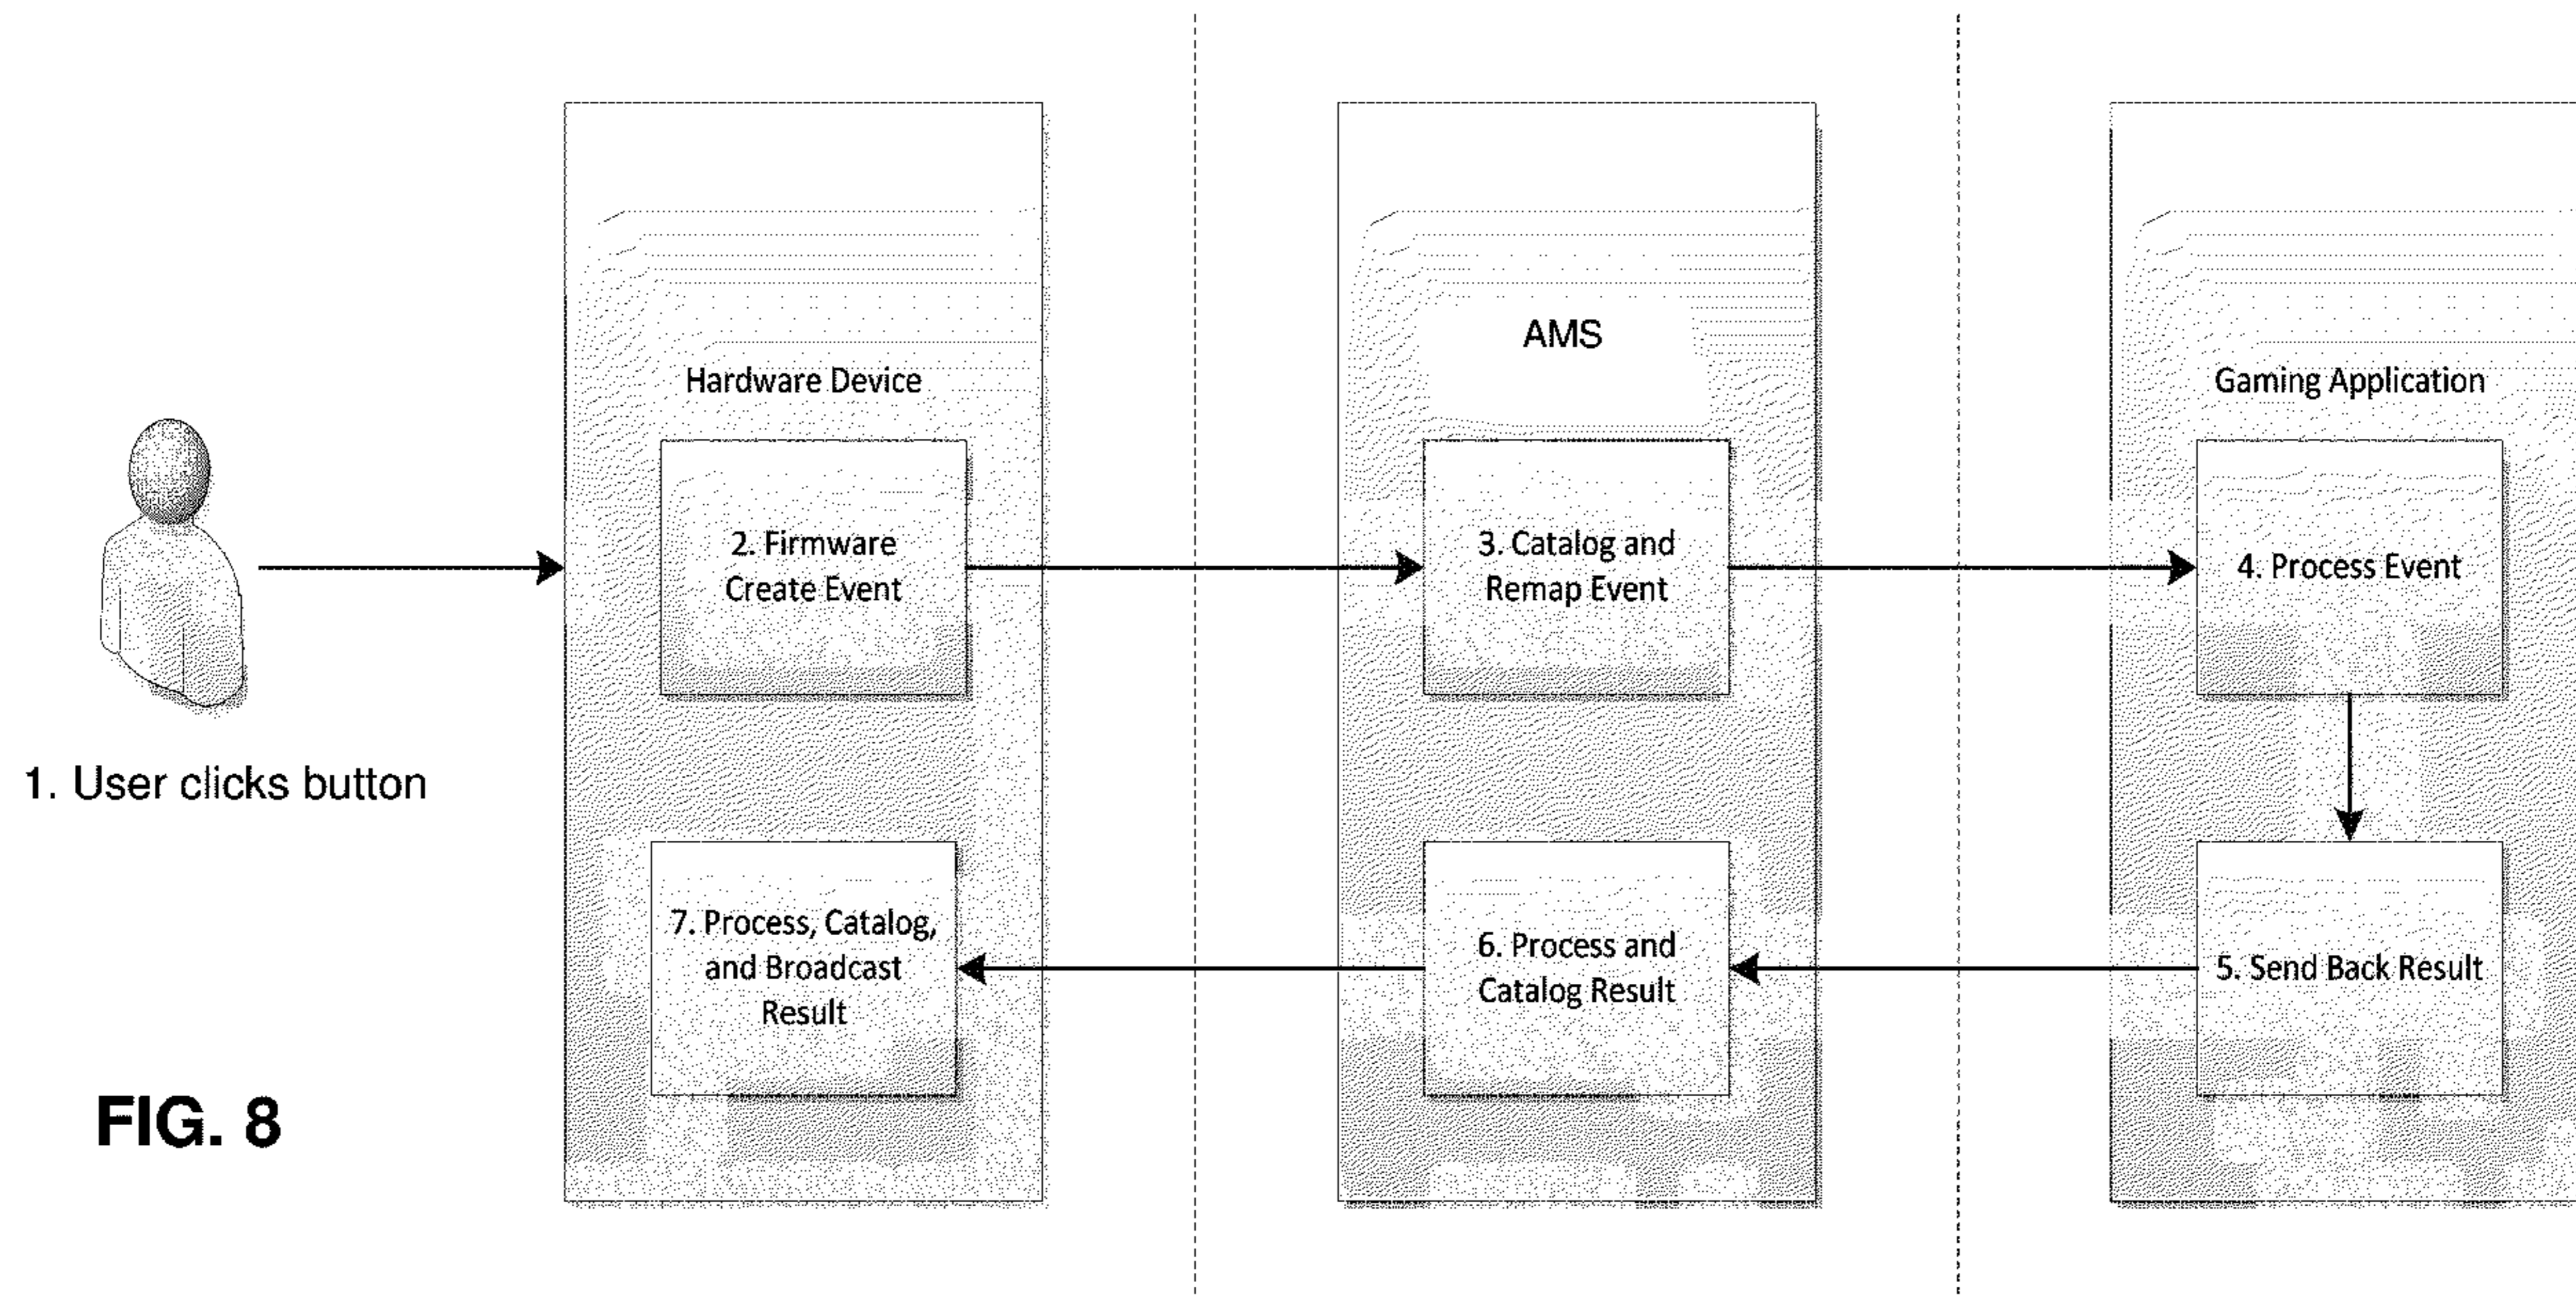 AMS
Hardware Device
Gaming Application
2. Firmware
Create Event
3. Catalog and
Remap Event
4. Process Event
1. User clicks button
7. Process, Catalog,
and Broadcast
Result
6. Process and
Catalog Result
5. Send Back Result
FIG. 8